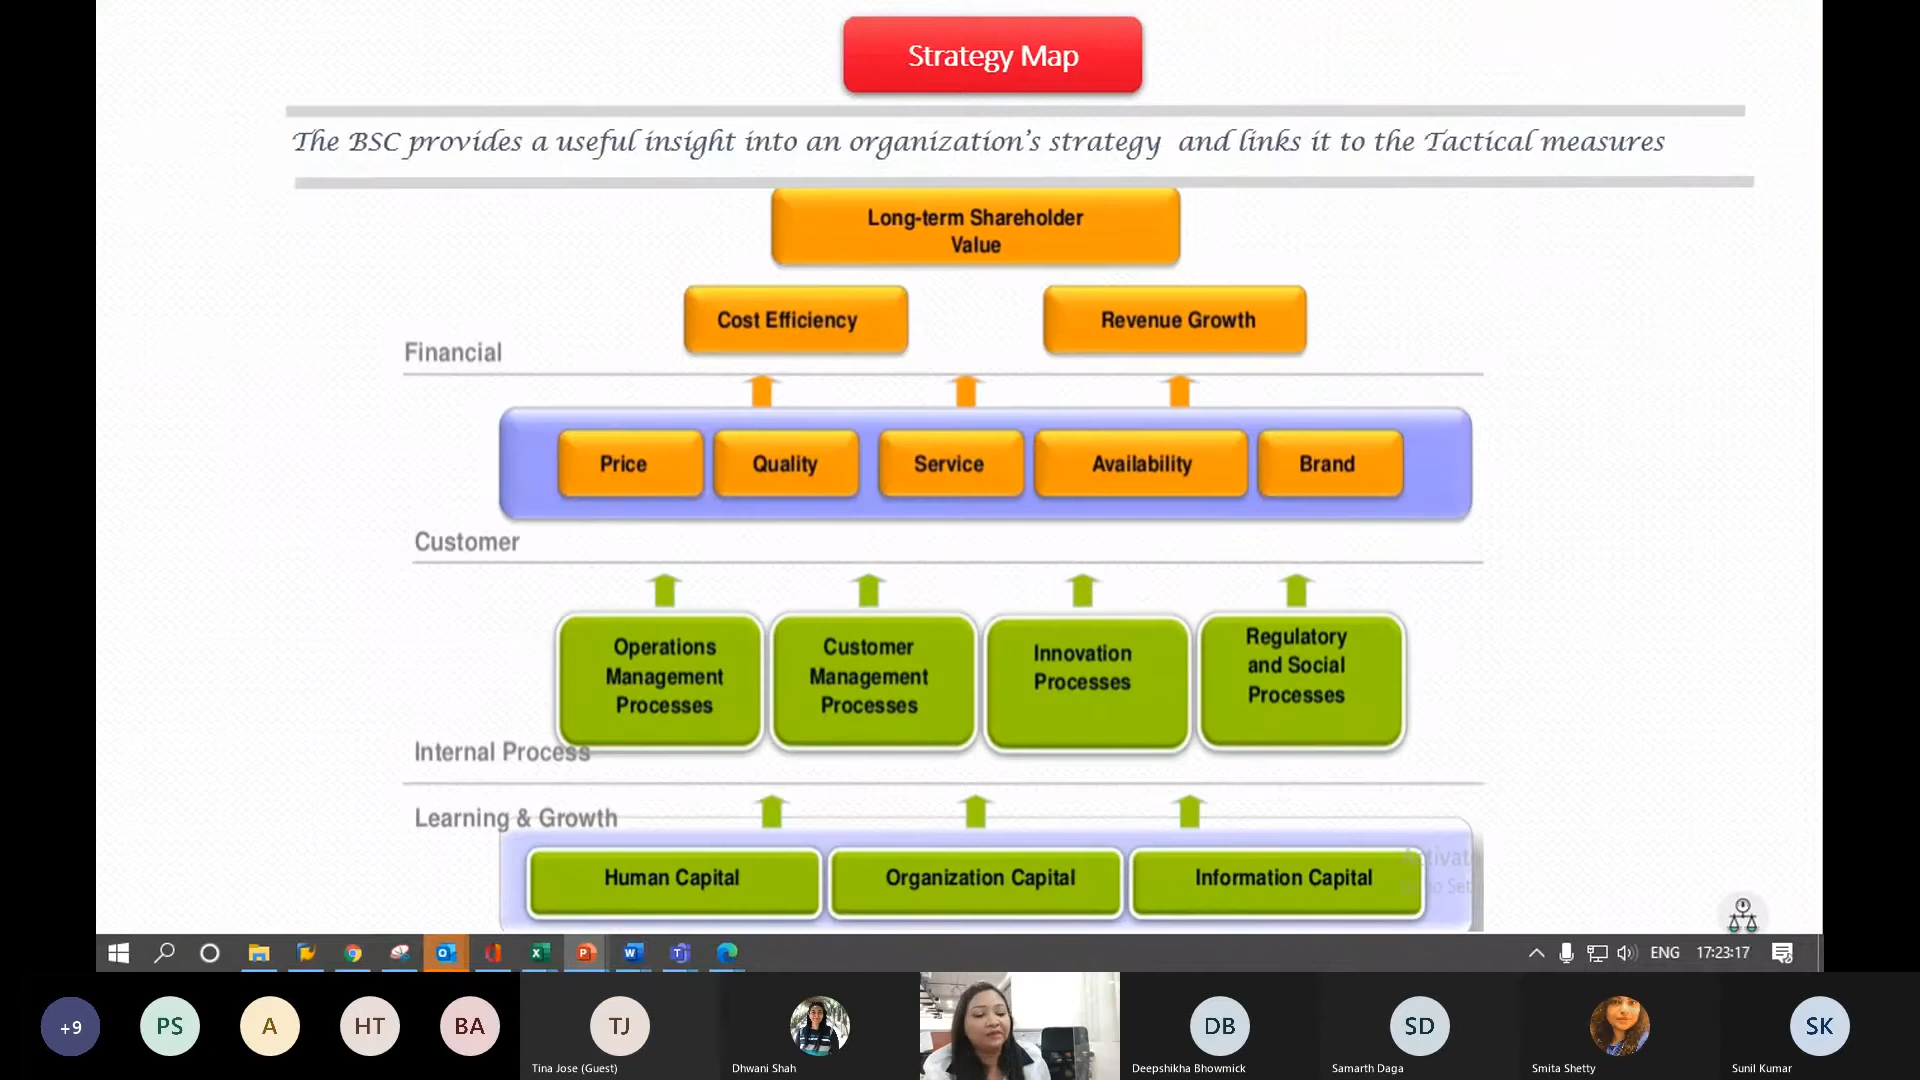 Strategy Map
The BSC provides a useful insight into an organization's strategy and links it to the Tactical measures
Long-term Shareholder
Value
Cost Efficiency
Revenue Growth
Financial
Price
Quality
Service
Availability
Brand
Customer
Operations
Management
Processes
Customer
Management
Processes
Innovation
Processes
Regulatory
and Social
Processes
Internal Process
Learning & Growth
Human Capital
Organization Capital
Information Capital
ENG
17:23:17
+9
PS
A
HT
BA
TJ
Tina Jose (Guest)
Dhwani Shah
DB
Deepshikha Bhowmick
SD
Samarth Daga
Smita Shetty
SK
Sunil Kumar